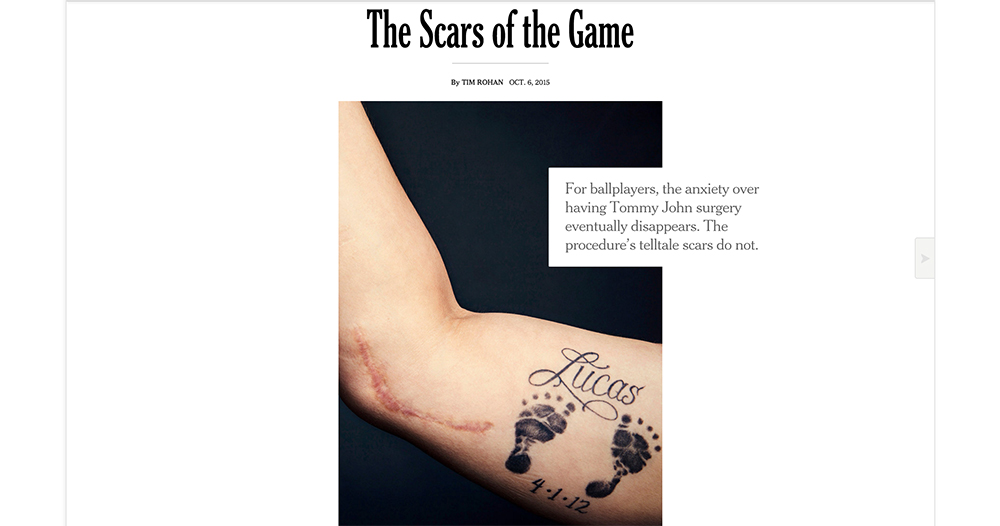 The Scars of the Game
By TIM ROHAN OCT. 6, 2015
For ballplayers, the anxiety over
having Tommy John surgery
eventually disappears. The
procedure’s telltale scars do not.
Lucas
4·1·12